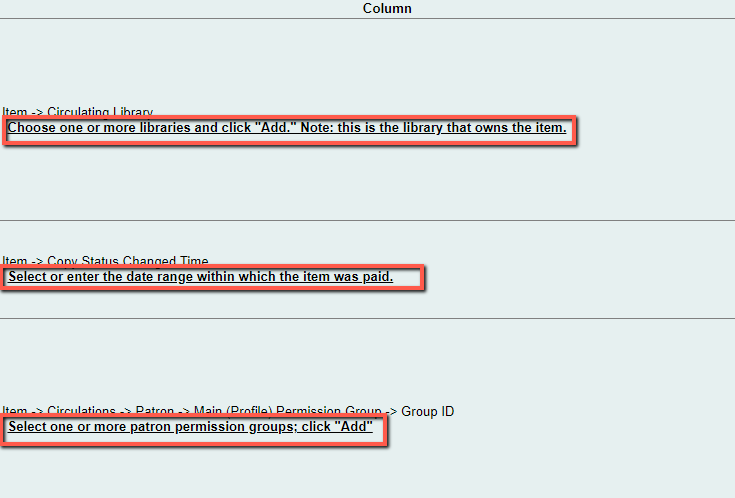 Column
Item -> Circulating Library
Choose one or more libraries and click "Add." Note: this is the library that owns the item.
Item -> Copy Status Changed Time
Select or enter the date range within which the item was paid.
Item -> Circulations -> Patron -> Main (Profile) Permission Group -> Group ID
Select one or more patron permission groups; click "Add"